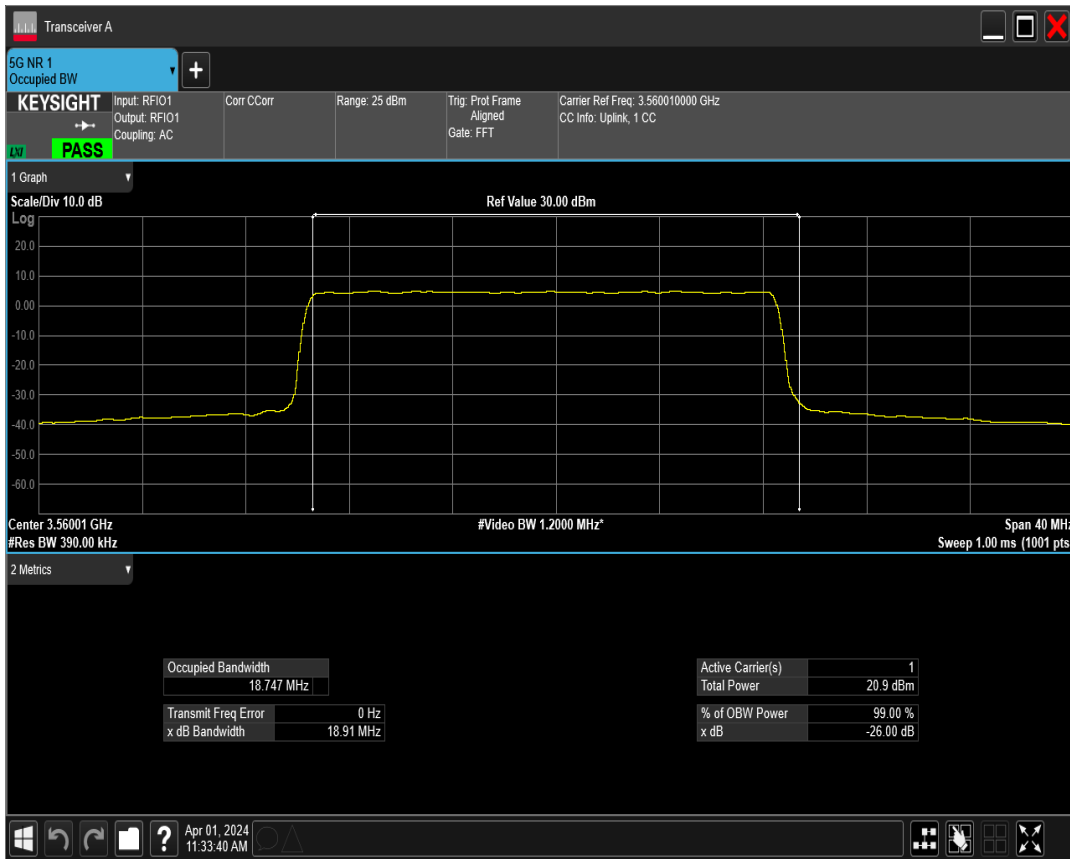 Transceiver A
5G NR 1
Occupied BW
KEYSIGHT
LXI
PASS
Input: RFIO1
Output: RFIO1
Coupling: AC
Corr CCorr
Range: 25 dBm
Trig: Prot Frame
Aligned
Gate: FFT
Carrier Ref Freq: 3.560010000 GHz
CC Info: Uplink, 1 CC
1 Graph
Scale/Div 10.0 dB
Ref Value 30.00 dBm
Log
20.0
10.0
0.00
-10.0
-20.0
-30.0
-40.0
-50.0
-60.0
Center 3.56001 GHz
#Video BW 1.2000 MHz*
Span 40 MHz
#Res BW 390.00 kHz
Sweep 1.00 ms (1001 pts
2 Metrics
Occupied Bandwidth
18.747 MHz
Transmit Freq Error 0 Hz
x dB Bandwidth 18.91 MHz
Active Carrier(s) 1
Total Power 20.9 dBm
% of OBW Power 99.00 %
x dB -26.00 dB
?
Apr 01, 2024
11:33:40 AM